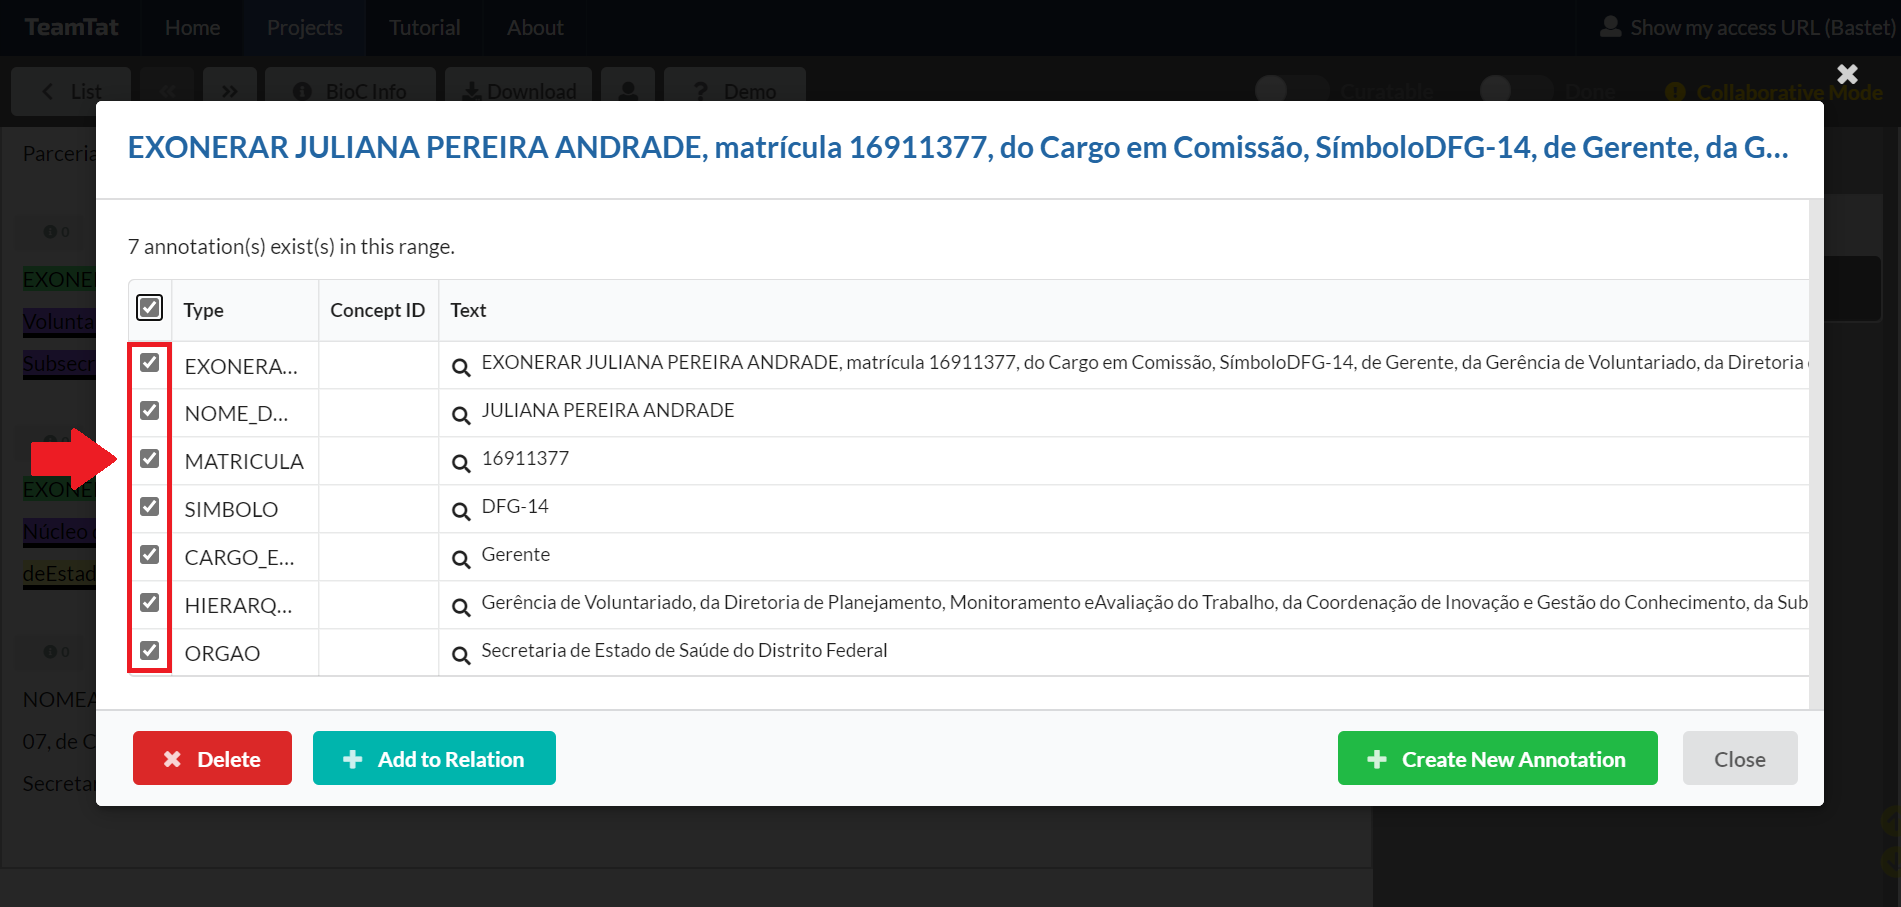 TeamTat Home Projects Tutorial About Show my access URL (Bastet)
List BioC Info Download Demo Curatable Done Collaborative Mode
EXONERAR JULIANA PEREIRA ANDRADE, matrícula 16911377, do Cargo em Comissão, SímboloDFG-14, de Gerente, da G...
Parceria
7 annotation(s) exist(s) in this range.
0
EXONER
Volunta
Subsecr
Type Concept ID Text
EXONERA... EXONERAR JULIANA PEREIRA ANDRADE, matrícula 16911377, do Cargo em Comissão, SímboloDFG-14, de Gerente, da Gerência de Voluntariado, da Diretoria
NOME_D... JULIANA PEREIRA ANDRADE
MATRICULA 16911377
SIMBOLO DFG-14
CARGO_E... Gerente
HIERARQ... Gerência de Voluntariado, da Diretoria de Planejamento, Monitoramento eAvaliação do Trabalho, da Coordenação de Inovação e Gestão do Conhecimento, da Sub
ORGAO Secretaria de Estado de Saúde do Distrito Federal
EXONE
Núcleo
deEstad
0
NOMEA
07, de C
Secretar
Delete Add to Relation Create New Annotation Close